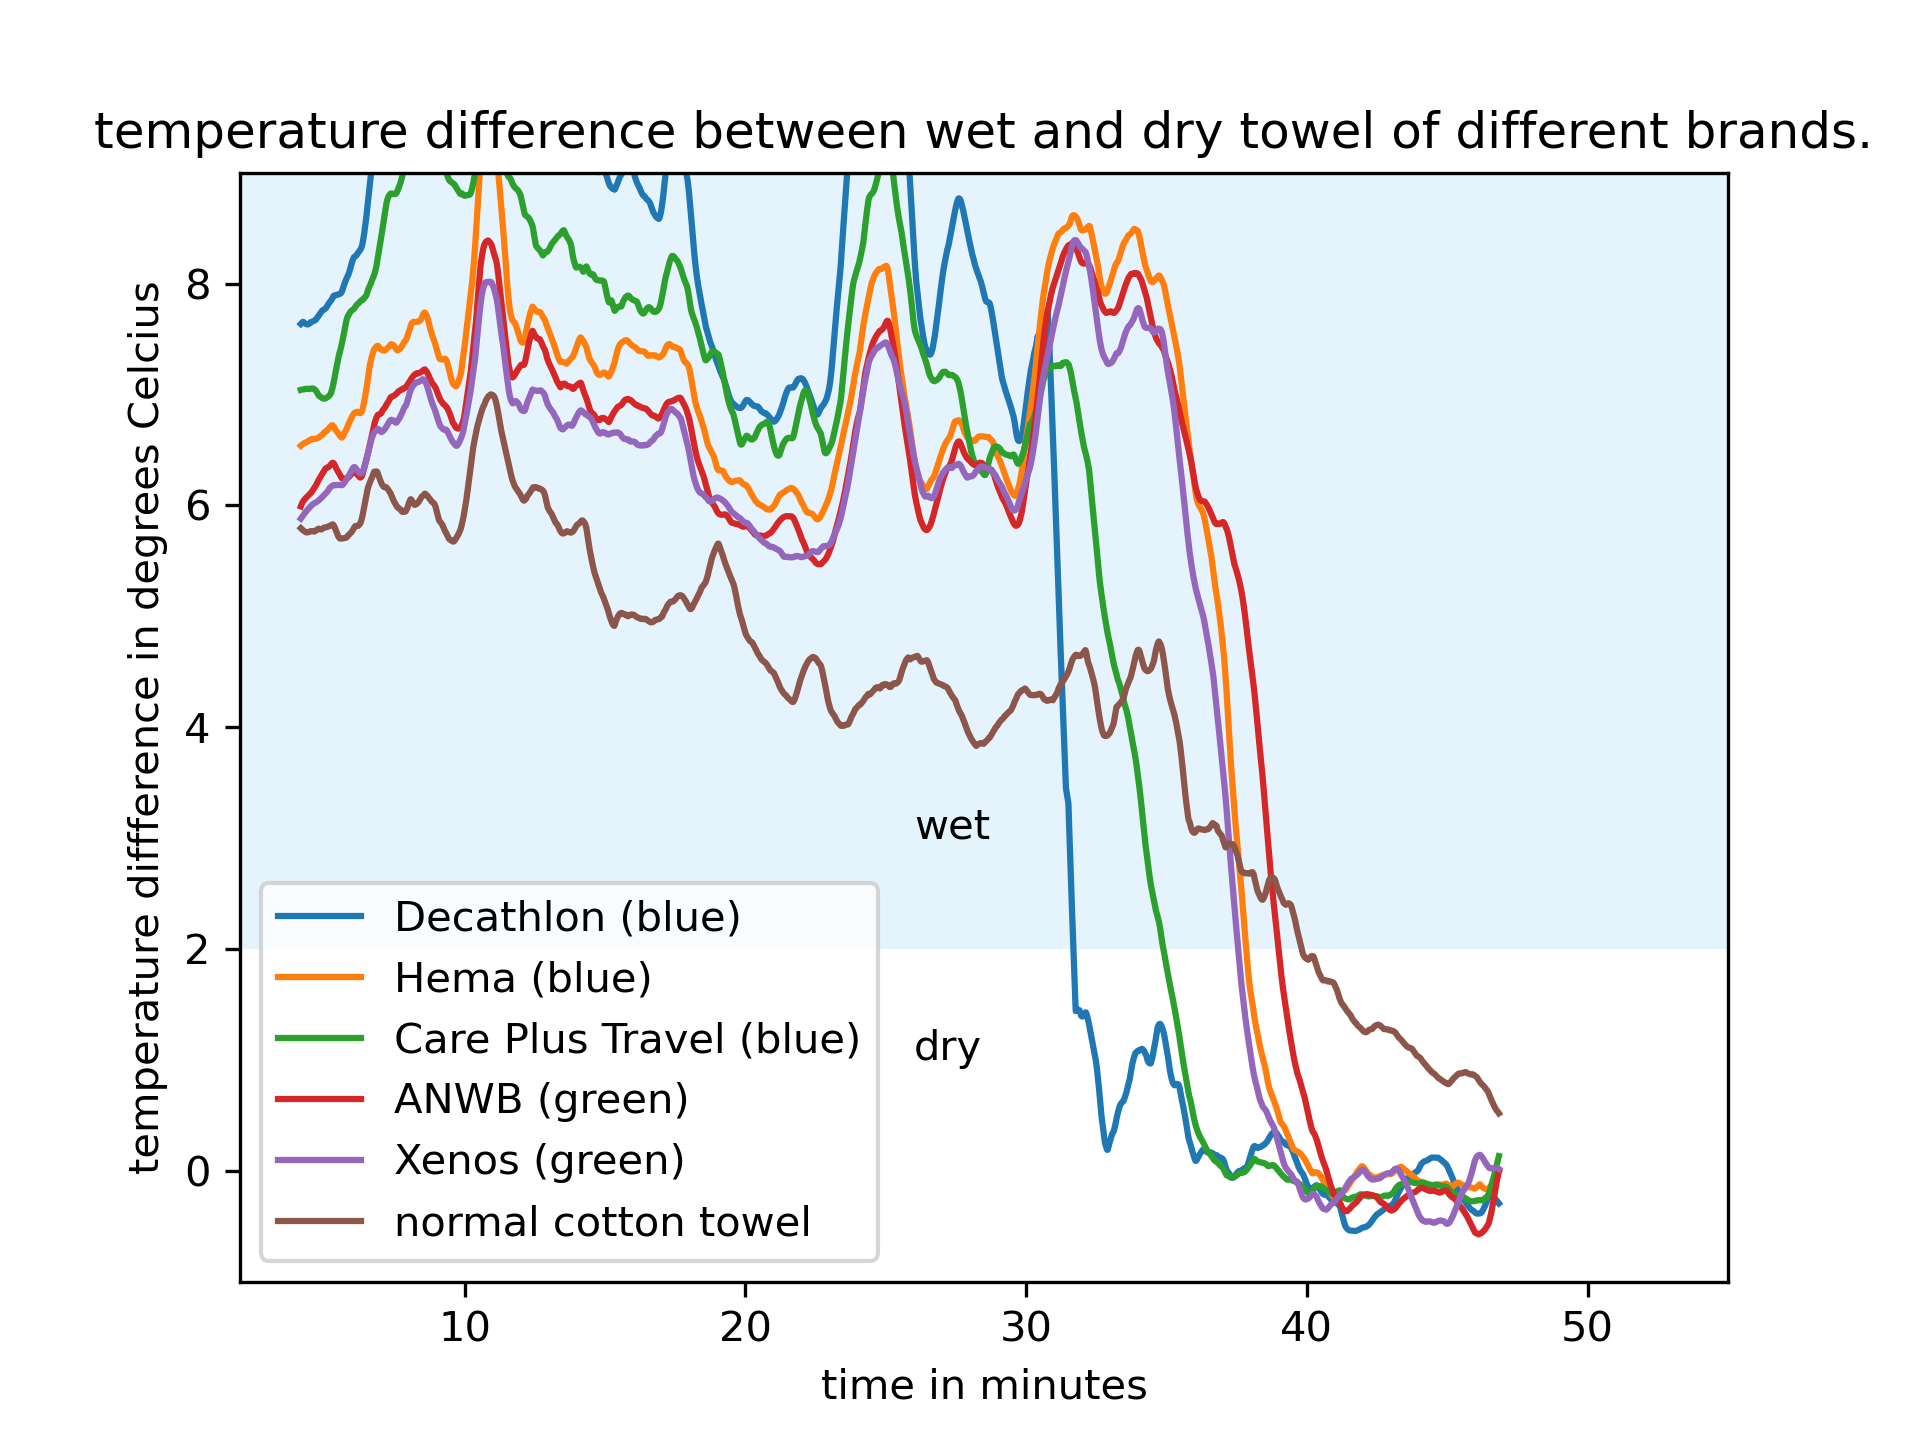 temperature difference between wet and dry towel of different brands.
temperature diffference in degrees Celcius
8
6
4
2
0
wet
dry
Decathlon (blue)
Hema (blue)
Care Plus Travel (blue)
ANWB (green)
Xenos (green)
normal cotton towel
10 20 30 40 50
time in minutes